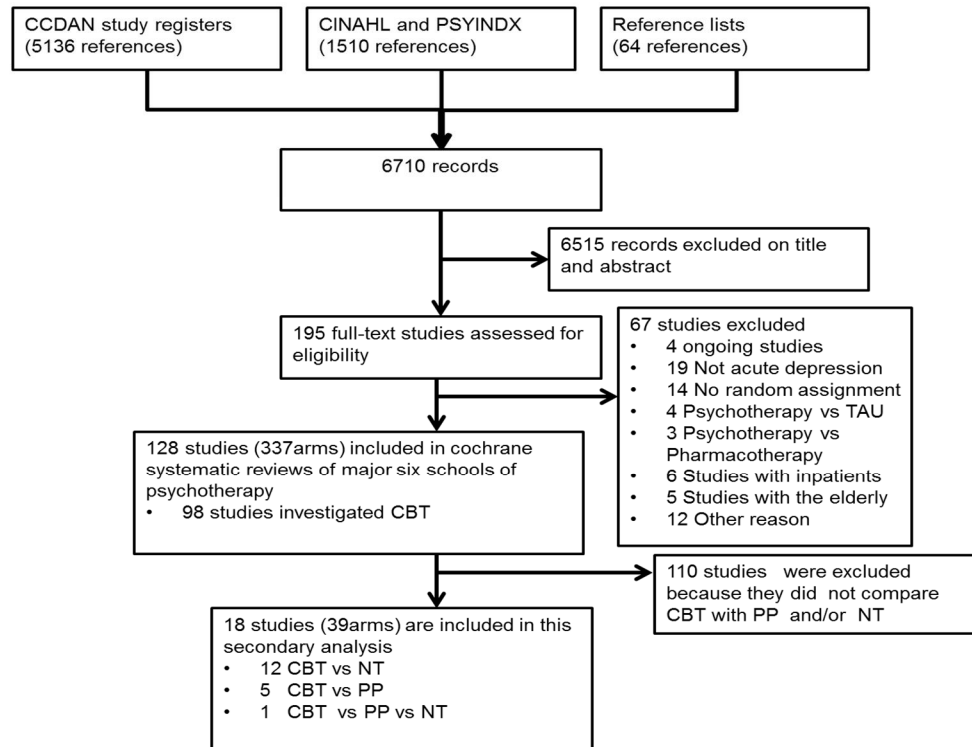 CCDAN study registers
(5136 references)
CINAHL and PSYINDX
(1510 references)
Reference lists
(64 references)
6710 records
6515 records excluded on title
and abstract
195 full-text studies assessed for
eligibility
67 studies excluded
• 4 ongoing studies
• 19 Not acute depression
• 14 No random assignment
• 4 Psychotherapy vs TAU
• 3 Psychotherapy vs
Pharmacotherapy
• 6 Studies with inpatients
• 5 Studies with the elderly
• 12 Other reason
128 studies (337arms) included in cochrane
systematic reviews of major six schools of
psychotherapy
• 98 studies investigated CBT
110 studies were excluded
because they did not compare
CBT with PP and/or NT
18 studies (39arms) are included in this
secondary analysis
• 12 CBT vs NT
• 5 CBT vs PP
• 1 CBT vs PP vs NT